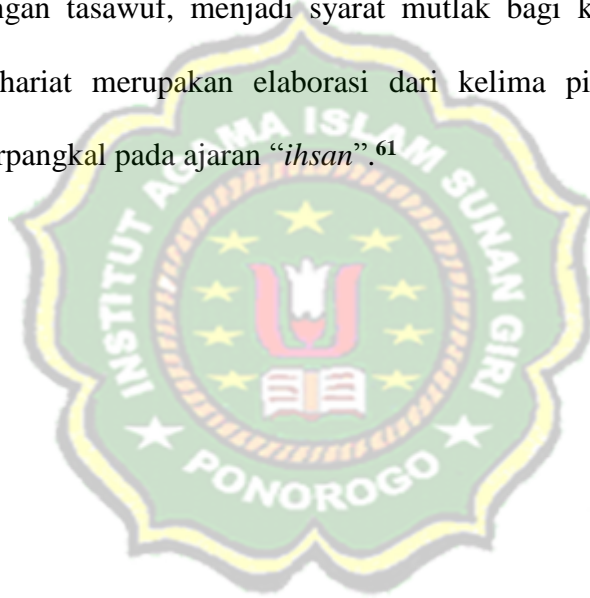 ngan tasawuf, menjadi syarat mutlak bagi k
hariat merupakan elaborasi dari kelima pi
rpangkal pada ajaran “ihsan”.61
INSTITUT AGAMA ISLAM SUNAN GIRI
PONOROGO